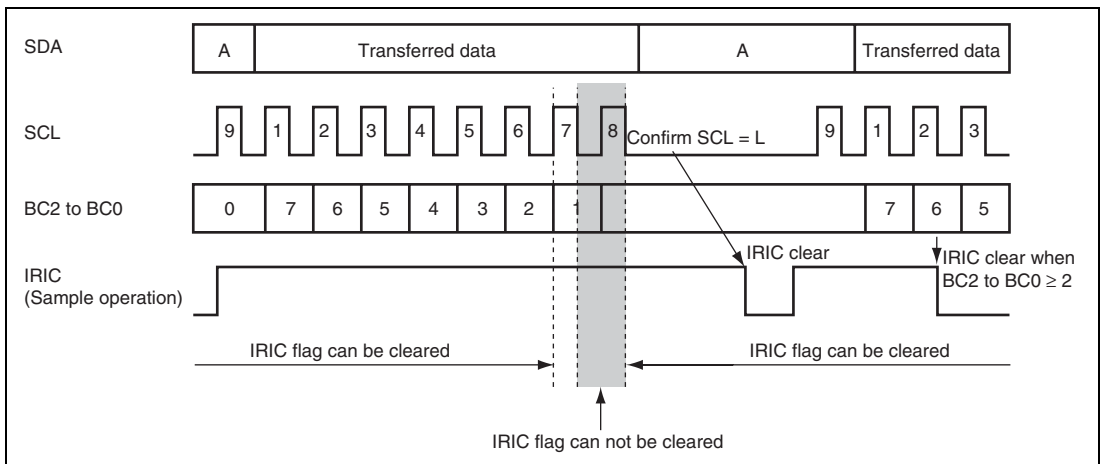 SDA
A
Transferred data
A
Transferred data
SCL
9
1
2
3
4
5
6
7
8
Confirm SCL = L
9
1
2
3
BC2 to BC0
0
7
6
5
4
3
2
1
7
6
5
IRIC
(Sample operation)
IRIC clear
IRIC clear when
BC2 to BC0 ≥ 2
IRIC flag can be cleared
IRIC flag can be cleared
IRIC flag can not be cleared